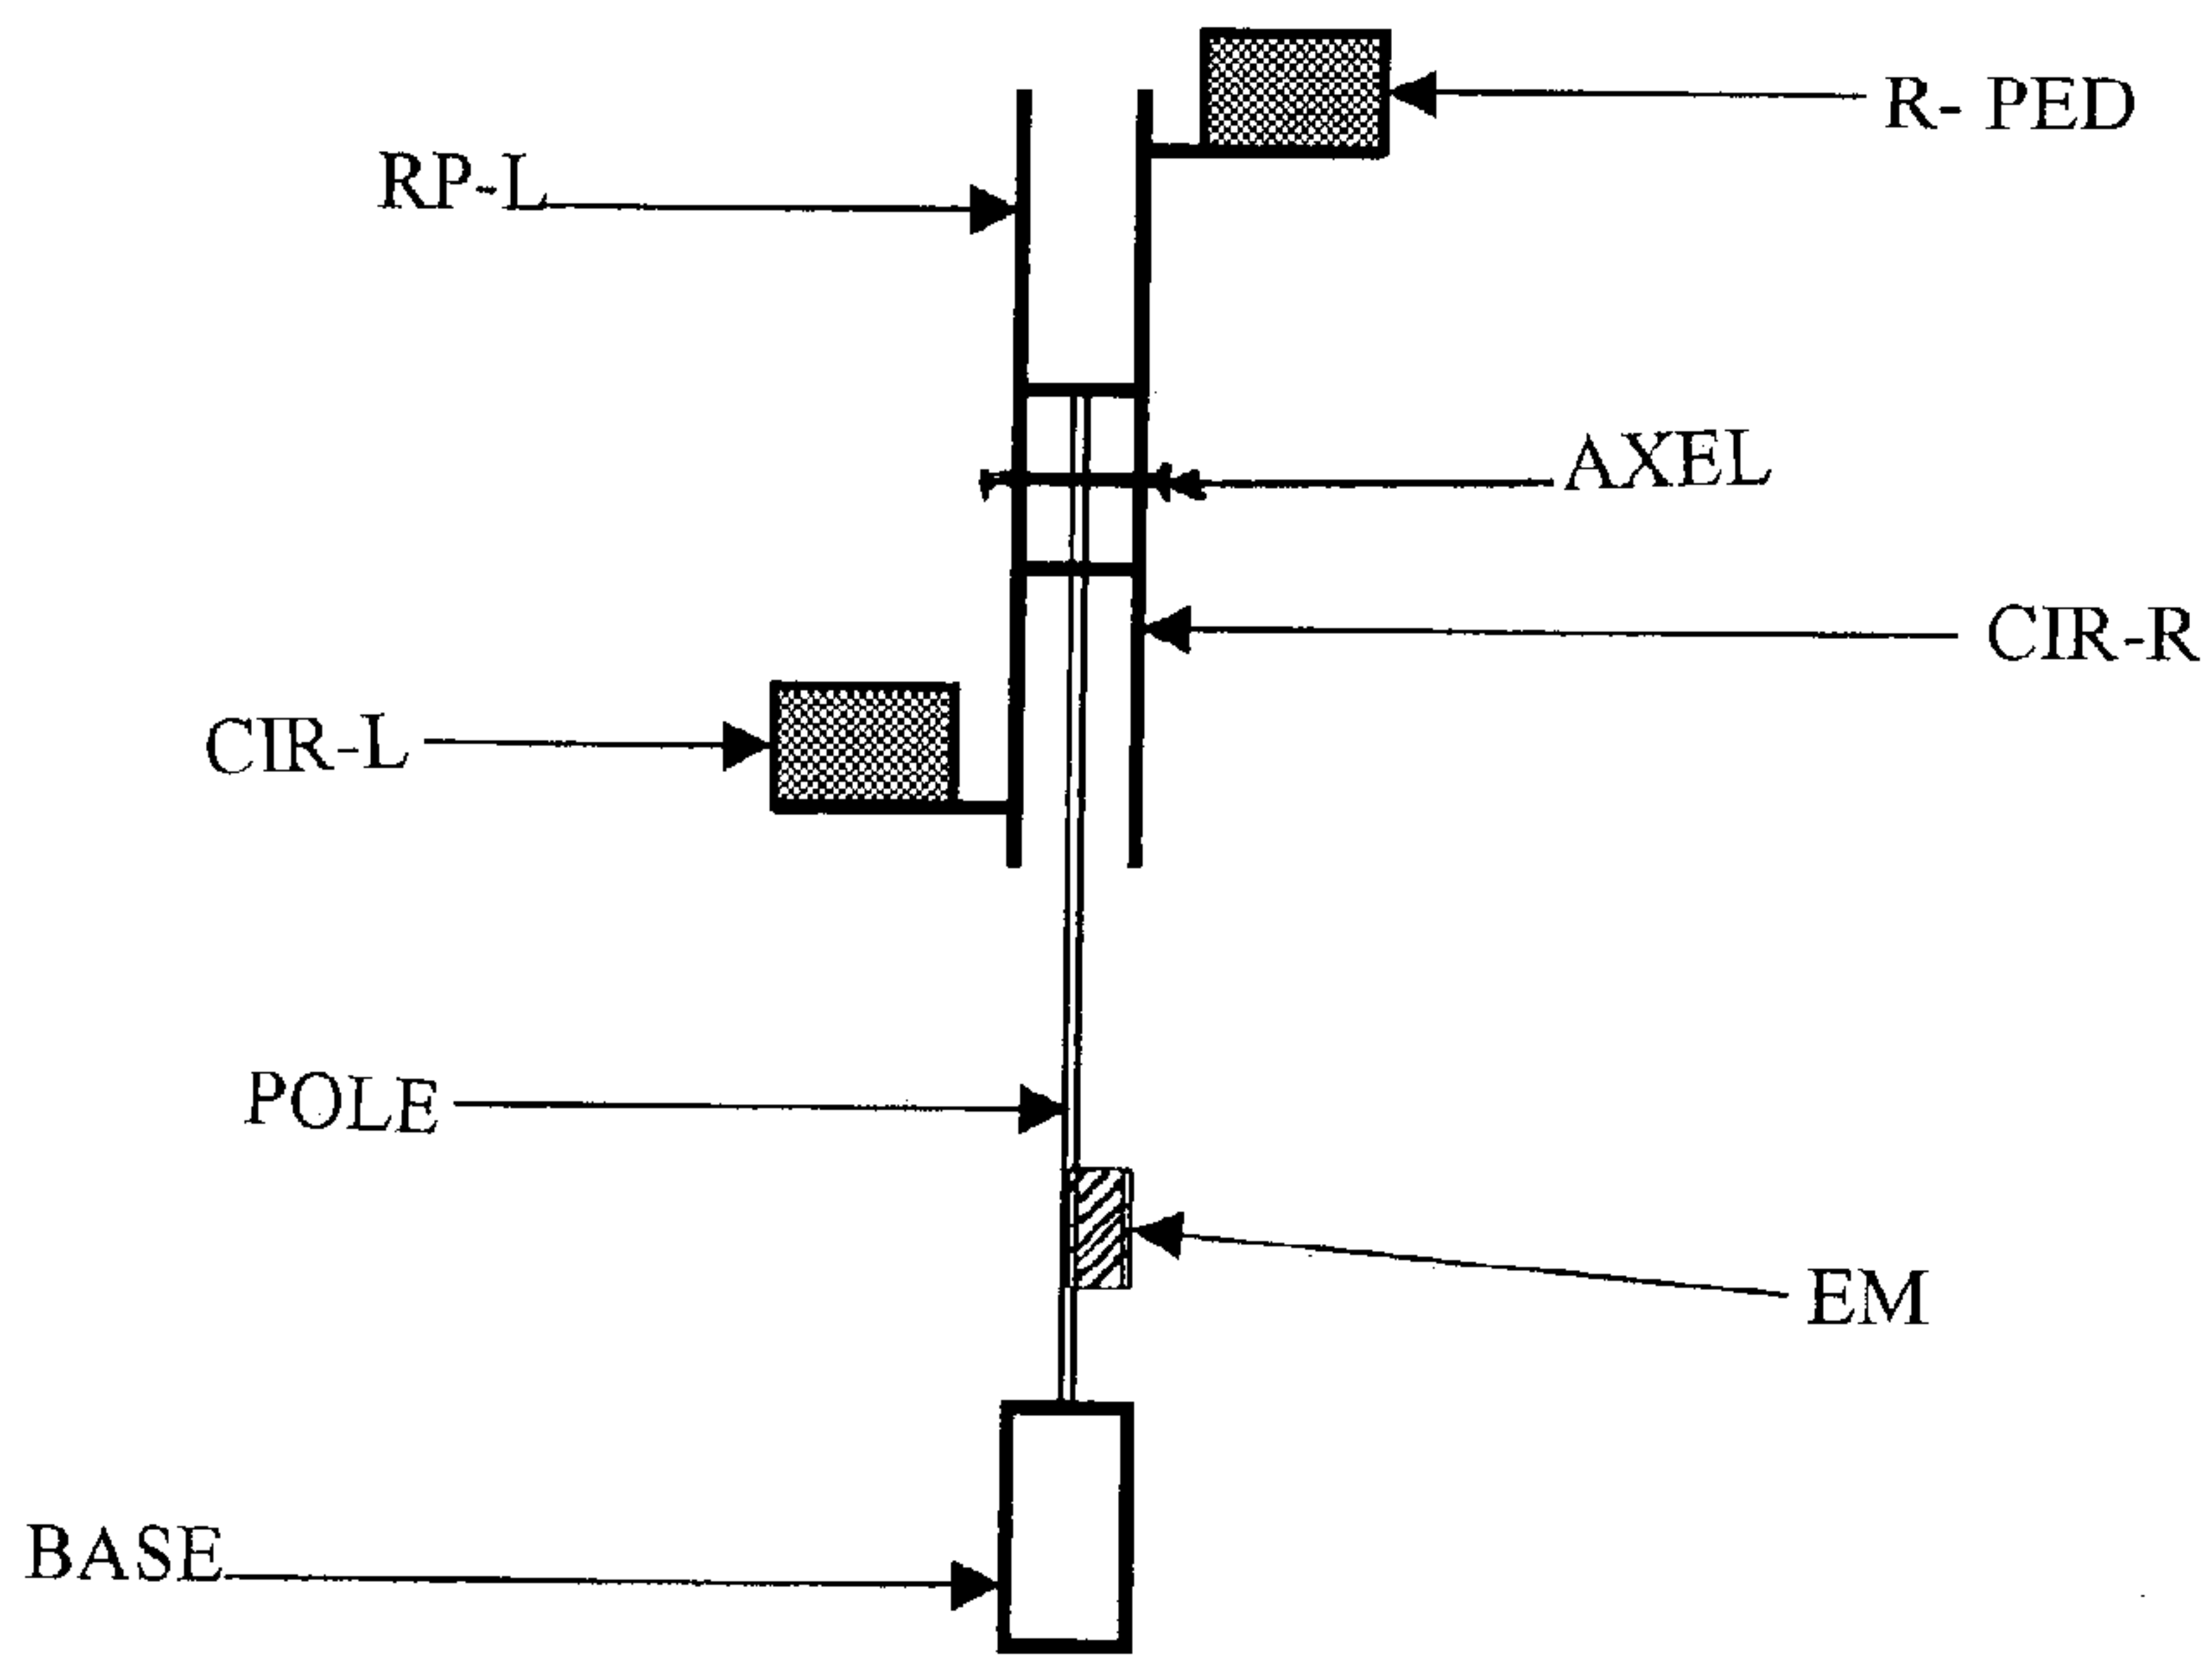 R- PED
RP-L
AXEL
CIR-R
CIR-L
POLE
EM
BASE